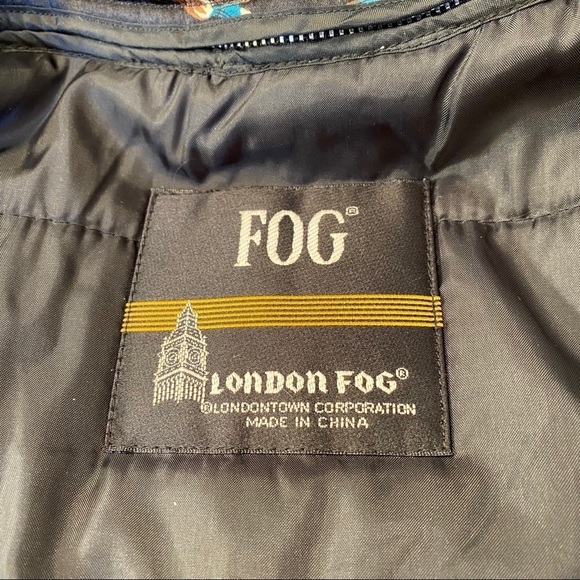 FOG®
LONDON FOG®
©LONDONTOWN CORPORATION
MADE IN CHINA